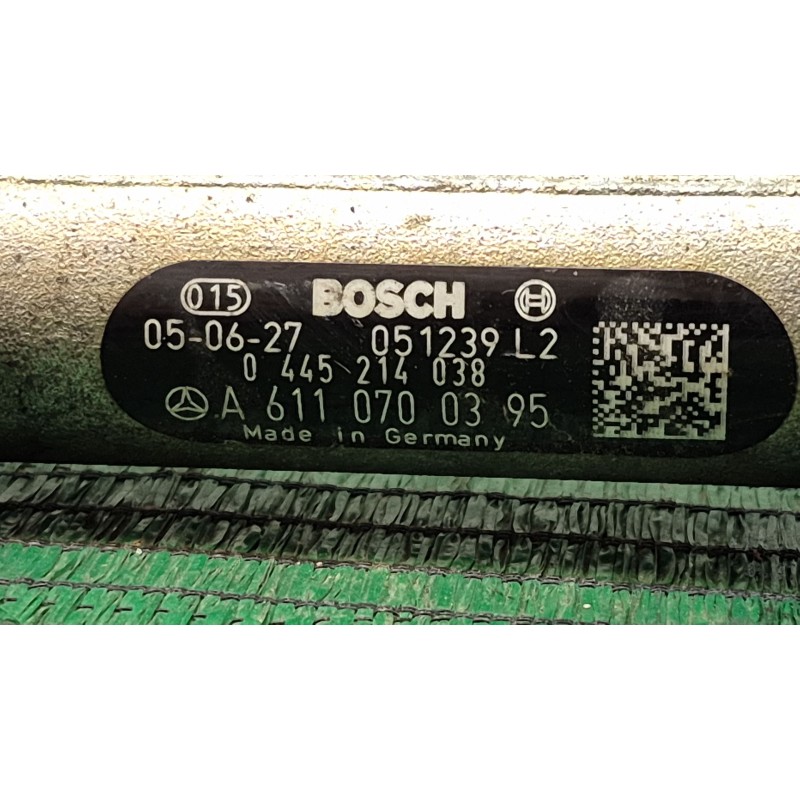 015 BOSCH
05-06-27 051239 L2
0 445 214 038
A 611 070 03 95
Made in Germany